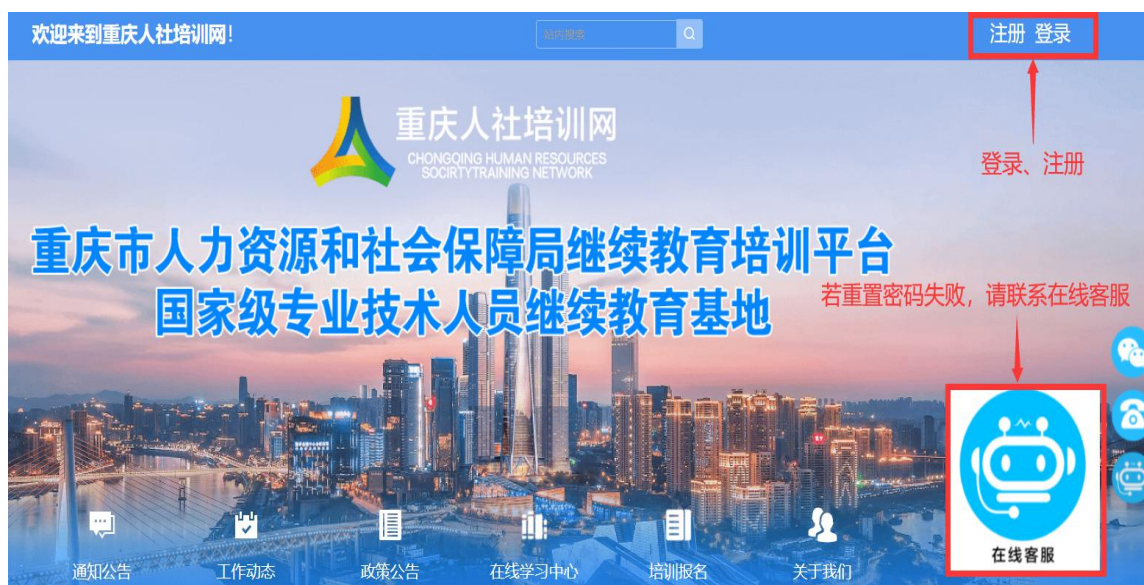 欢迎来到重庆人社培训网！
站内搜索
注册 登录
重庆人社培训网
CHONGQING HUMAN RESOURCES
SOCIRTYTRAINING NETWORK
登录、注册
重庆市人力资源和社会保障局继续教育培训平台
国家级专业技术人员继续教育基地
若重置密码失败，请联系在线客服
在线客服
通知公告
工作动态
政策公告
在线学习中心
培训报名
关于我们